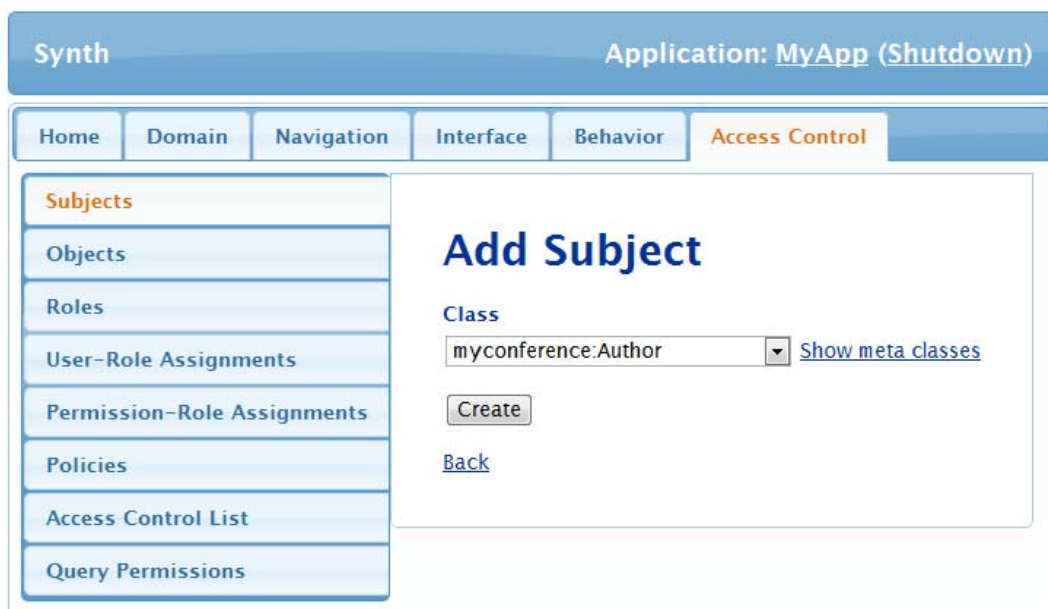 Synth
Application: MyApp (Shutdown)
Home
Domain
Navigation
Interface
Behavior
Access Control
Subjects
Objects
Roles
User-Role Assignments
Permission-Role Assignments
Policies
Access Control List
Query Permissions
Add Subject
Class
myconference:Author
Show meta classes
Create
Back